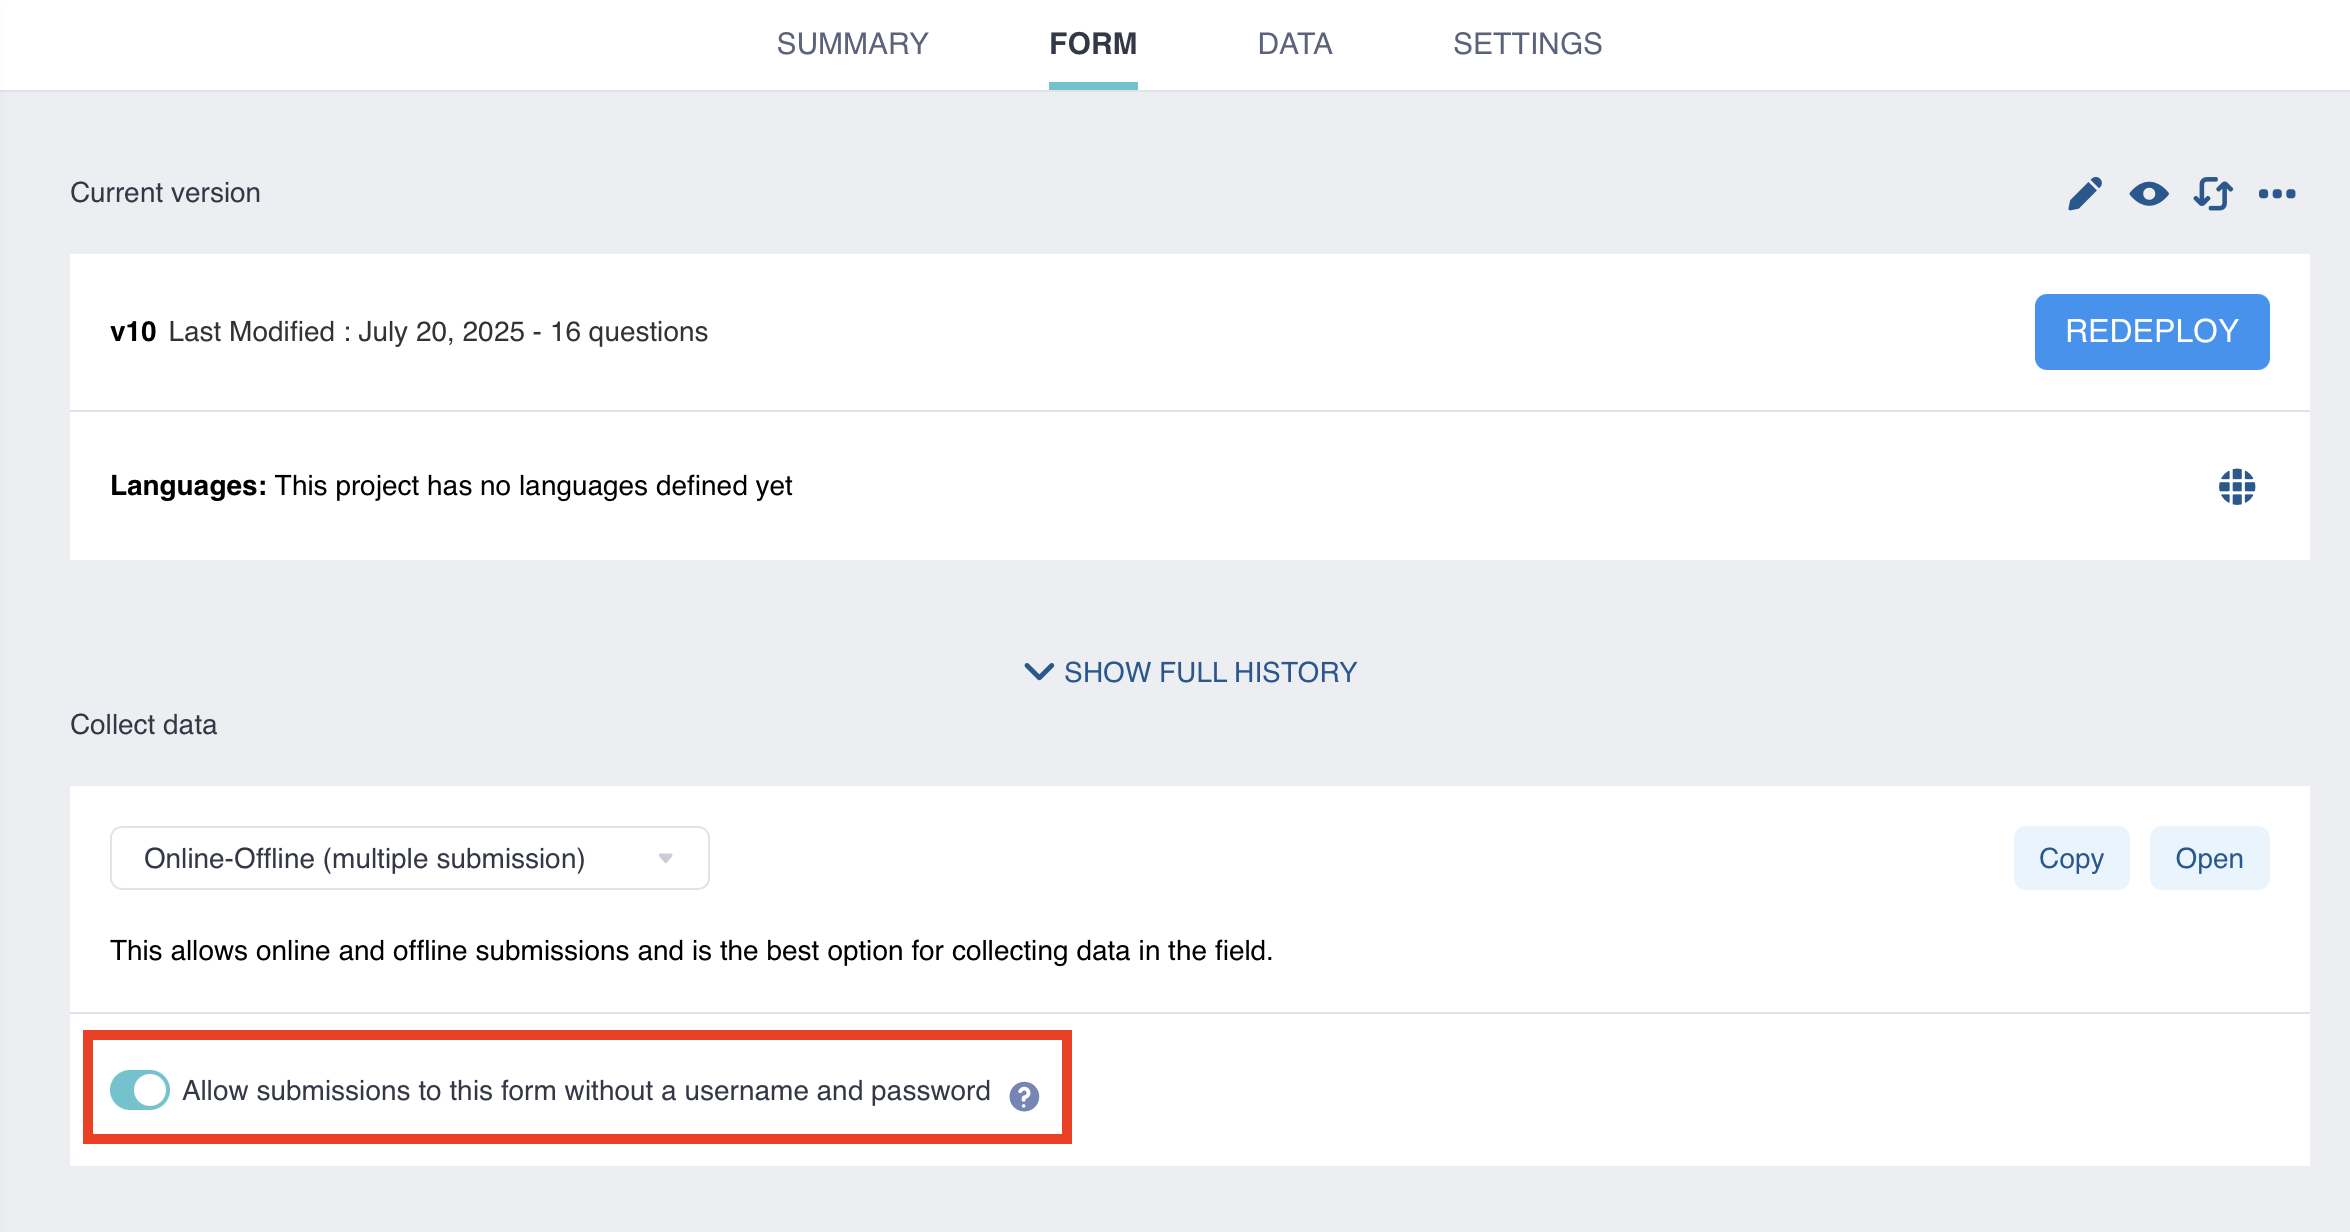 SUMMARY FORM DATA SETTINGS
Current version
v10 Last Modified : July 20, 2025 - 16 questions
REDEPLOY
Languages: This project has no languages defined yet
SHOW FULL HISTORY
Collect data
Online-Offline (multiple submission)
Copy Open
This allows online and offline submissions and is the best option for collecting data in the field.
Allow submissions to this form without a username and password ?